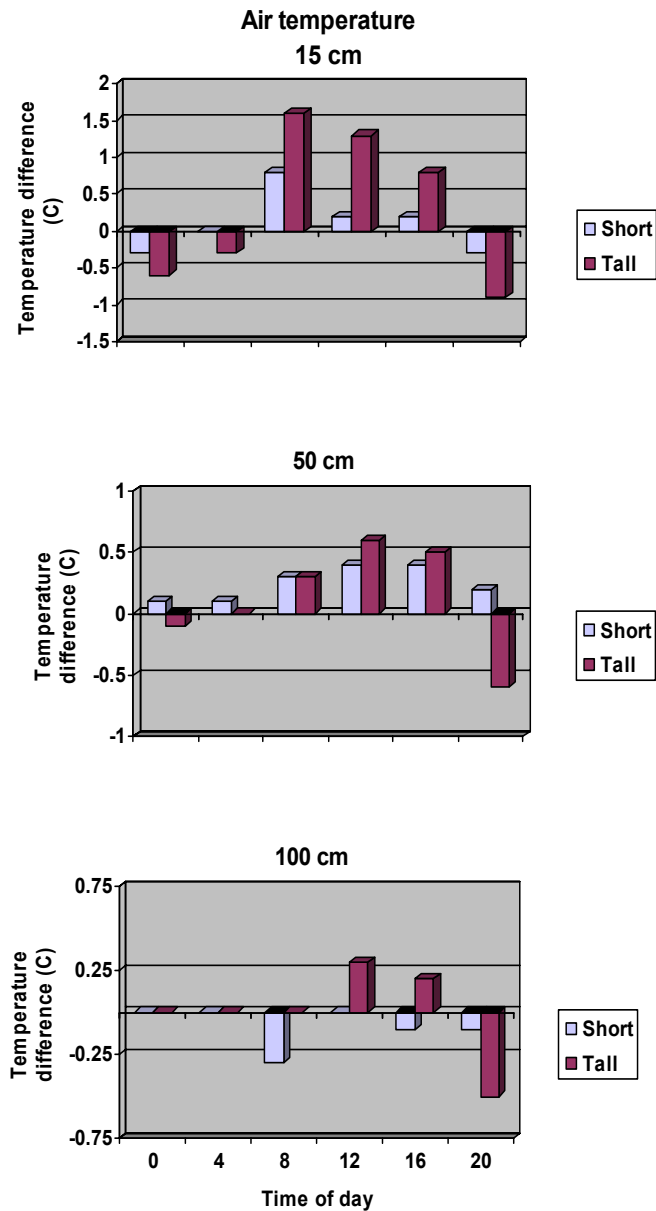 Air temperature
15 cm
Temperature difference
(C)
2
1.5
1
0.5
0
-0.5
-1
-1.5
Short
Tall
50 cm
Temperature
difference (C)
1
0.5
0
-0.5
-1
Short
Tall
100 cm
Temperature
difference (C)
0.75
0.25
-0.25
-0.75
Short
Tall
0 4 8 12 16 20
Time of day